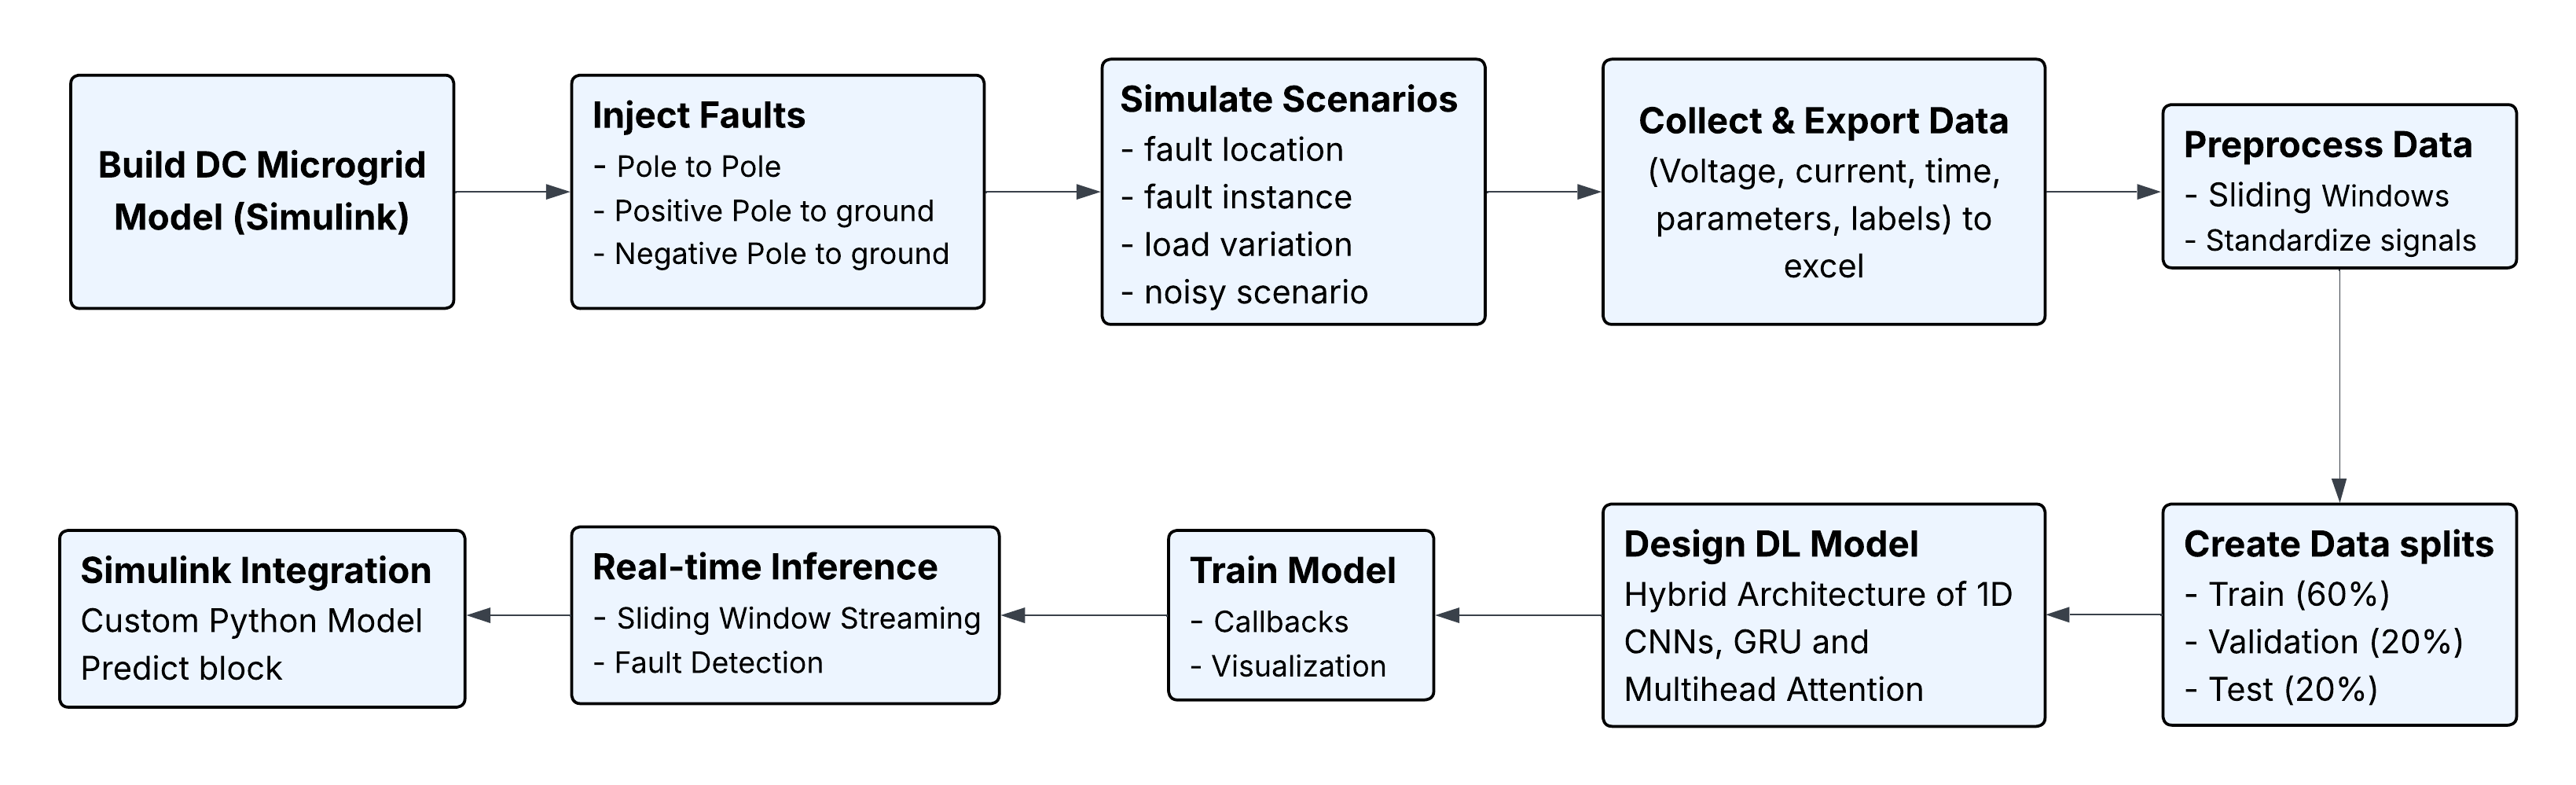 Build DC Microgrid
Model (Simulink)
Inject Faults
- Pole to Pole
- Positive Pole to ground
- Negative Pole to ground
Simulate Scenarios
- fault location
- fault instance
- load variation
- noisy scenario
Collect & Export Data
(Voltage, current, time,
parameters, labels) to
excel
Preprocess Data
- Sliding Windows
- Standardize signals
Create Data splits
- Train (60%)
- Validation (20%)
- Test (20%)
Design DL Model
Hybrid Architecture of 1D
CNNs, GRU and
Multihead Attention
Train Model
- Callbacks
- Visualization
Real-time Inference
- Sliding Window Streaming
- Fault Detection
Simulink Integration
Custom Python Model
Predict block